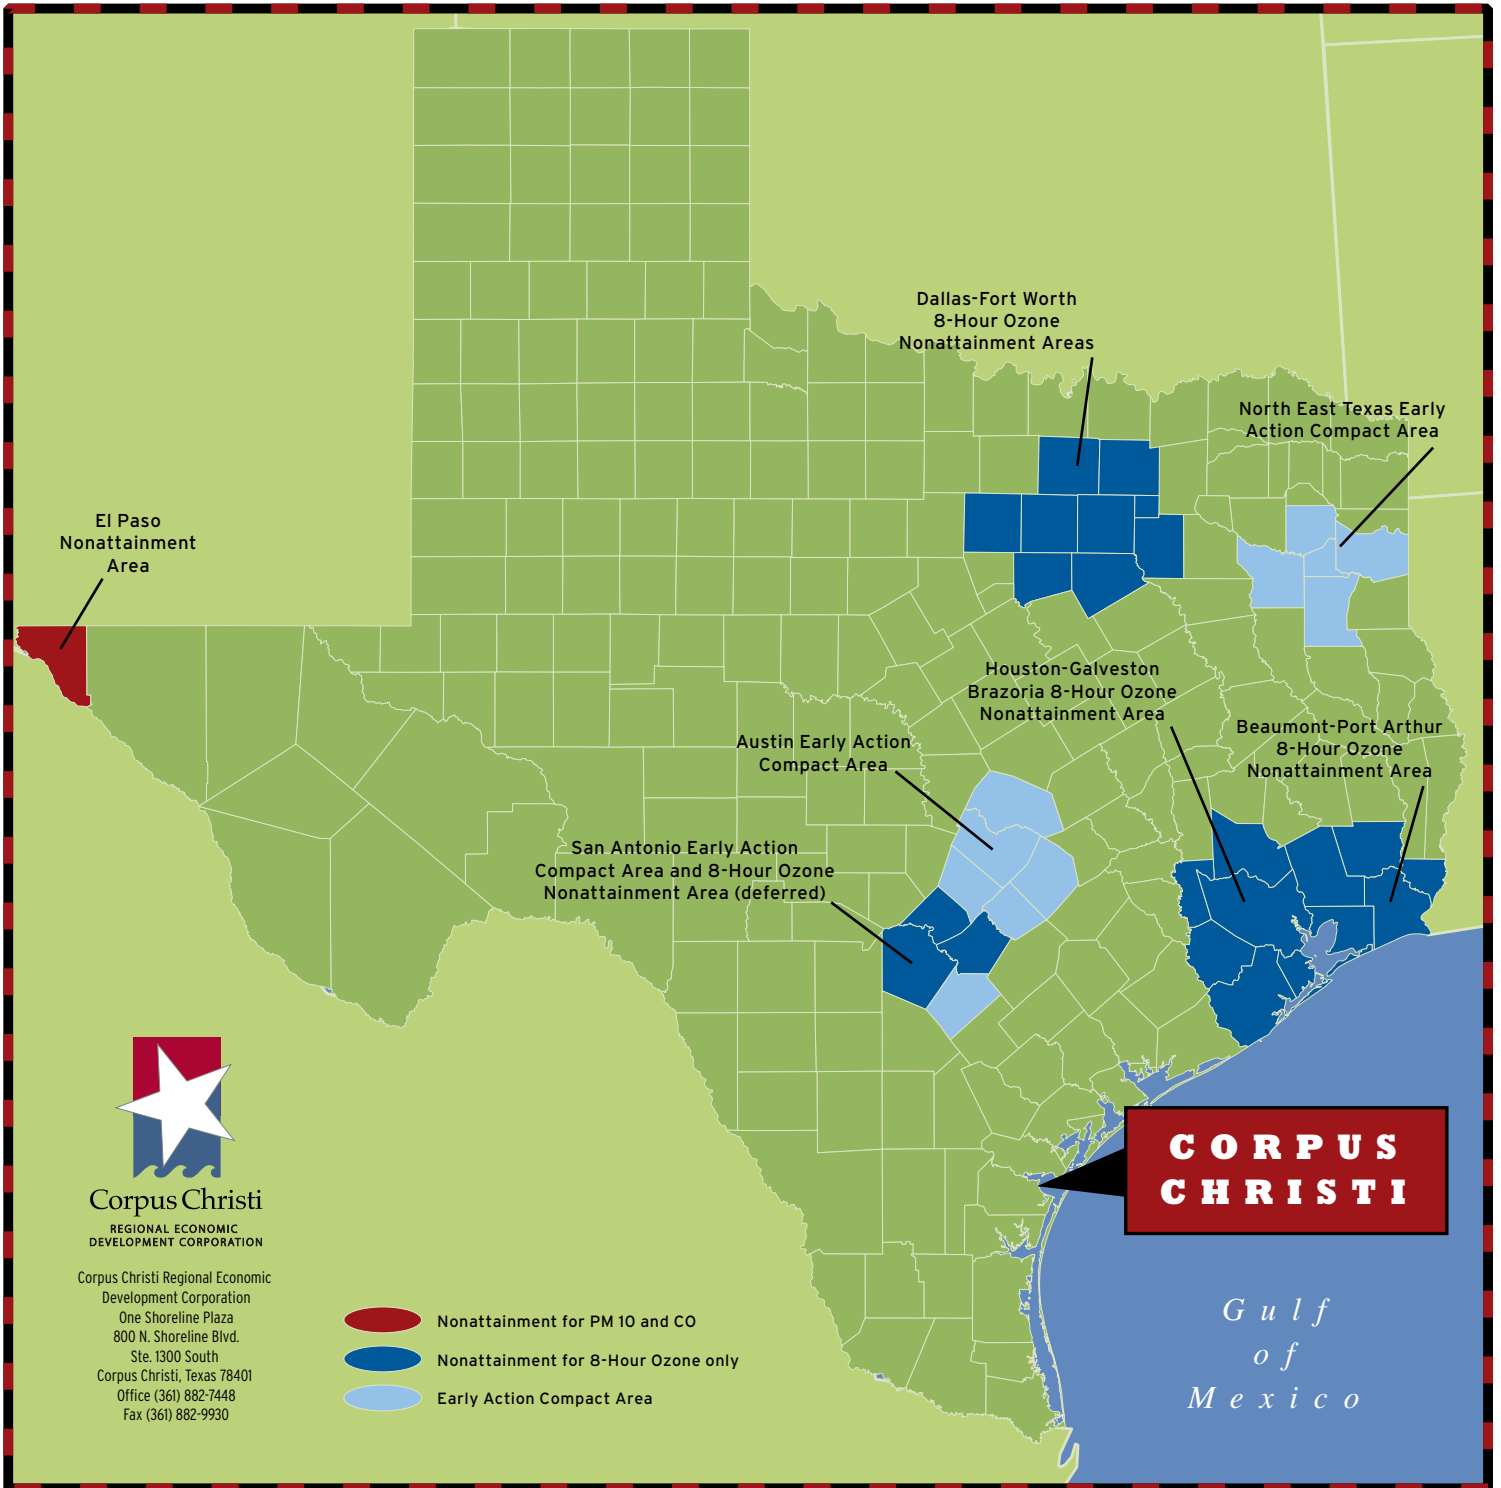 Dallas-Fort Worth
8-Hour Ozone
Nonattainment Areas
North East Texas Early
Action Compact Area
El Paso
Nonattainment
Area
Houston-Galveston
Brazoria 8-Hour Ozone
Nonattainment Area
Beaumont-Port Arthur
8-Hour Ozone
Nonattainment Area
Austin Early Action
Compact Area
San Antonio Early Action
Compact Area and 8-Hour Ozone
Nonattainment Area (deferred)
CORPUS
CHRISTI
Gulf
of
Mexico
Corpus Christi
REGIONAL ECONOMIC
DEVELOPMENT CORPORATION
Corpus Christi Regional Economic
Development Corporation
One Shoreline Plaza
800 N. Shoreline Blvd.
Ste. 1300 South
Corpus Christi, Texas 78401
Office (361) 882-7448
Fax (361) 882-9930
Nonattainment for PM 10 and CO
Nonattainment for 8-Hour Ozone only
Early Action Compact Area